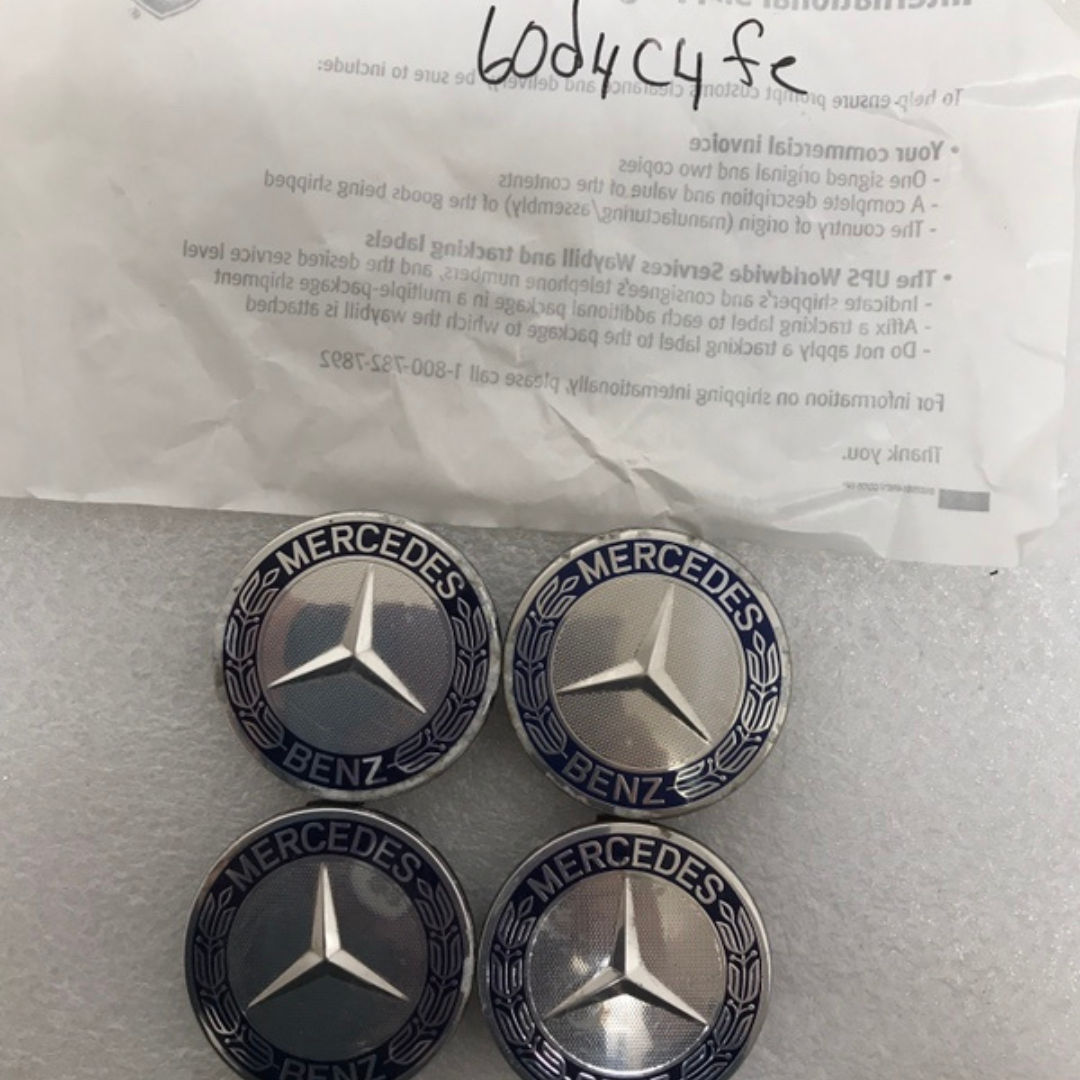 International Shipping
60d4c4fe
To help ensure prompt customs clearance and delivery, be sure to include:
• Your commercial invoice
- One signed original and two copies
- A complete description and value of the contents
- The country of origin (manufacturing/assembly) of the goods being shipped
• The UPS Worldwide Services Waybill and tracking labels
- Indicate shipper's and consignee's telephone numbers, and the desired service level
- Affix a tracking label to each additional package in a multiple-package shipment
- Do not apply a tracking label to the package to which the waybill is attached
For information on shipping internationally, please call 1-800-782-7892
Thank you.
MERCEDES
BENZ
MERCEDES
BENZ
MERCEDES
BENZ
MERCEDES